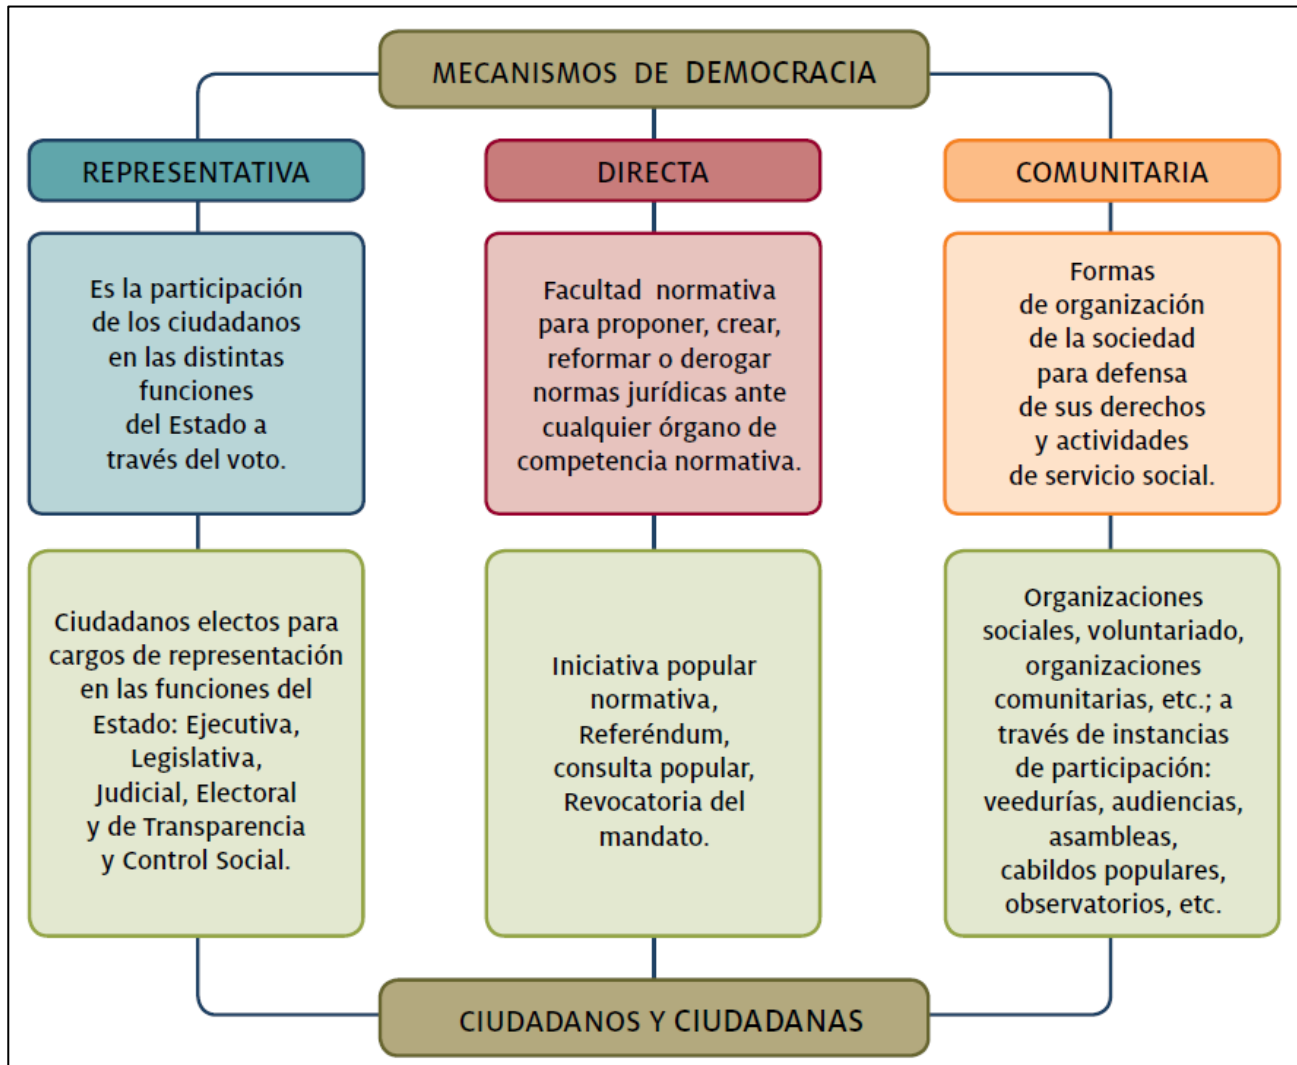 MECANISMOS DE DEMOCRACIA
REPRESENTATIVA
Es la participación
de los ciudadanos
en las distintas
funciones
del Estado a
través del voto.
Ciudadanos electos para
cargos de representación
en las funciones del
Estado: Ejecutiva,
Legislativa,
Judicial, Electoral
y de Transparencia
y Control Social.
DIRECTA
Facultad normativa
para proponer, crear,
reformar o derogar
normas jurídicas ante
cualquier órgano de
competencia normativa.
Iniciativa popular
normativa,
Referéndum,
consulta popular,
Revocatoria del
mandato.
COMUNITARIA
Formas
de organización
de la sociedad
para defensa
de sus derechos
y actividades
de servicio social.
Organizaciones
sociales, voluntariado,
organizaciones
comunitarias, etc.; a
través de instancias
de participación:
veedurías, audiencias,
asambleas,
cabildos populares,
observatorios, etc.
CIUDADANOS Y CIUDADANAS